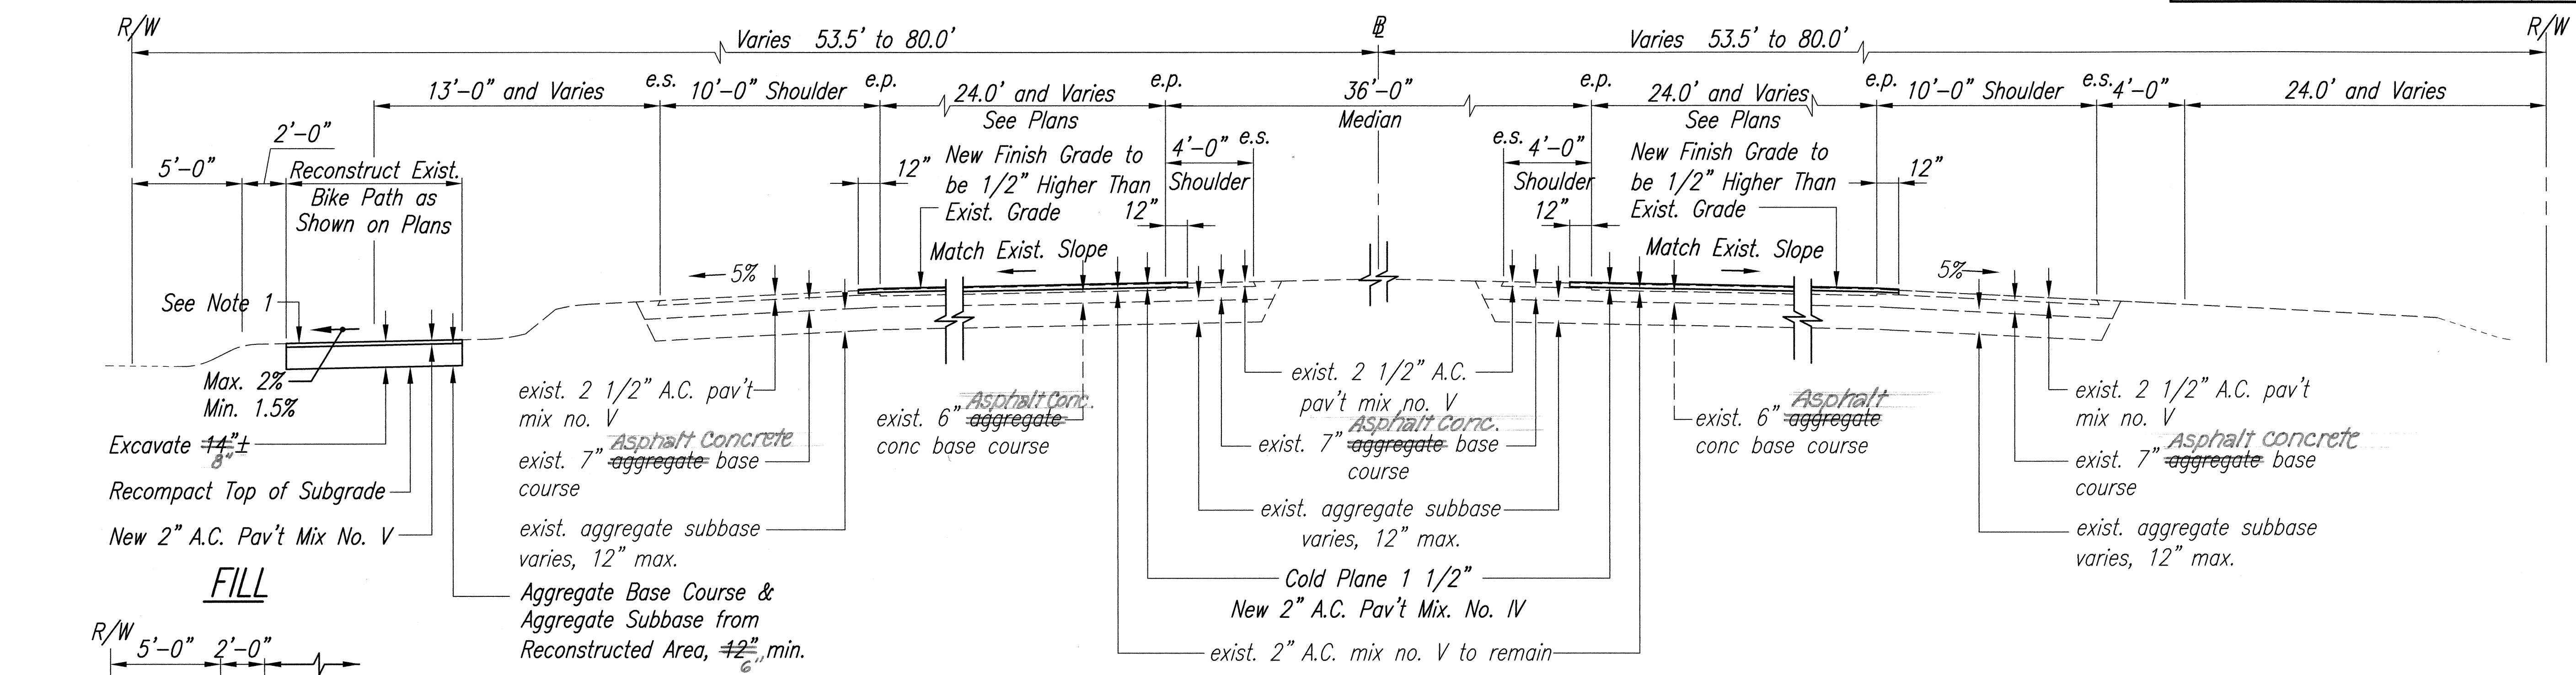 R/W
R/W
Varies 53.5' to 80.0'
Varies 53.5' to 80.0'
13'-0" and Varies
e.s.
10'-0" Shoulder
e.p.
24.0' and Varies
See Plans
e.p.
36'-0"
Median
e.p.
24.0' and Varies
See Plans
e.p.
10'-0" Shoulder
e.s.
4'-0"
24.0' and Varies
5'-0"
2'-0"
Reconstruct Exist.
Bike Path as
Shown on Plans
12"
New Finish Grade to
be 1/2" Higher Than
Exist. Grade
12"
4'-0"
e.s.
Shoulder
e.s.
4'-0"
Shoulder
12"
New Finish Grade to
be 1/2" Higher Than
Exist. Grade
12"
5%
Match Exist. Slope
Match Exist. Slope
5%
See Note 1
Max. 2%
Min. 1.5%
Excavate 14"±
8"
Recompact Top of Subgrade
New 2" A.C. Pav't Mix No. V
FILL
exist. 2 1/2" A.C. pav't
mix no. V
Asphalt Concrete
exist. 7" aggregate base
course
exist. aggregate subbase
varies, 12" max.
Aggregate Base Course &
Aggregate Subbase from
Reconstructed Area, 12" min.
6"
Asphalt Conc.
exist. 6" aggregate
conc base course
exist. 2 1/2" A.C.
pav't mix no. V
Asphalt Conc.
exist. 7" aggregate base
course
exist. aggregate subbase
varies, 12" max.
Cold Plane 1 1/2"
New 2" A.C. Pav't Mix. No. IV
exist. 2" A.C. mix no. V to remain
Asphalt
exist. 6" aggregate
conc base course
exist. 2 1/2" A.C. pav't
mix no. V
Asphalt Concrete
exist. 7" aggregate base
course
exist. aggregate subbase
varies, 12" max.
R/W
5'-0"
2'-0"